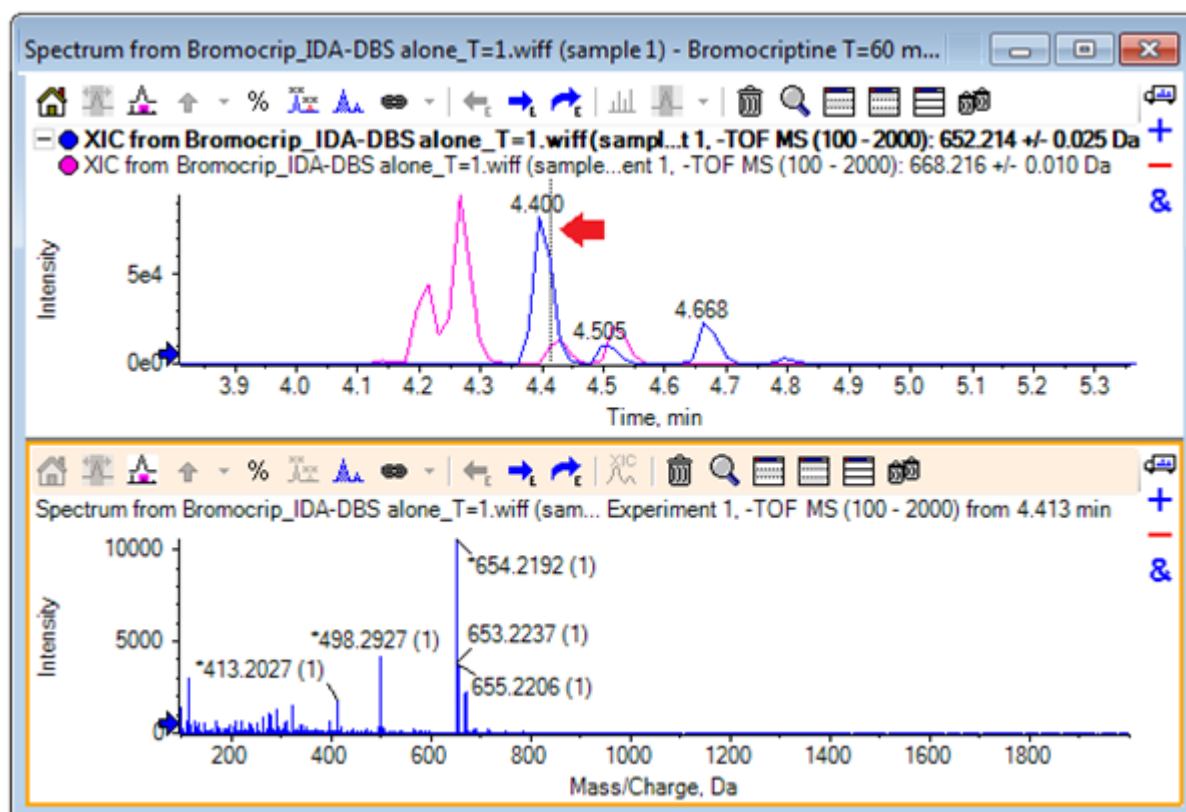 Spectrum from Bromocrip_IDA-DBS alone_T=1.wiff (sample 1) - Bromocriptine T=60 m...
%
XIC from Bromocrip_IDA-DBS alone_T=1.wiff (sampl...t 1, -TOF MS (100 - 2000): 652.214 +/- 0.025 Da
XIC from Bromocrip_IDA-DBS alone_T=1.wiff (sample...ent 1, -TOF MS (100 - 2000): 668.216 +/- 0.010 Da
&
4.400
Intensity
5e4
4.505
4.668
0e0
3.9 4.0 4.1 4.2 4.3 4.4 4.5 4.6 4.7 4.8 4.9 5.0 5.1 5.2 5.3
Time, min
% XIC
Spectrum from Bromocrip_IDA-DBS alone_T=1.wiff (sam... Experiment 1, -TOF MS (100 - 2000) from 4.413 min
&
10000
*654.2192 (1)
Intensity
5000
*498.2927 (1)
653.2237 (1)
*413.2027 (1)
655.2206 (1)
0
200 400 600 800 1000 1200 1400 1600 1800
Mass/Charge, Da